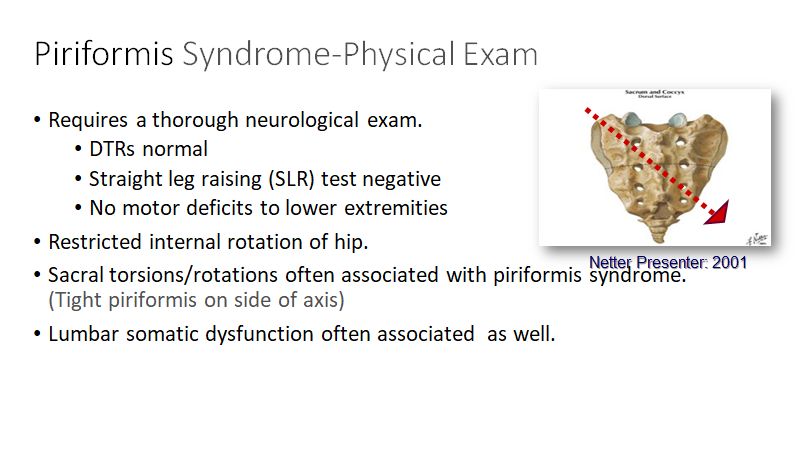 Piriformis Syndrome-Physical Exam
Sacrum and Coccyx
Dorsal Surface
• Requires a thorough neurological exam.
• DTRs normal
• Straight leg raising (SLR) test negative
• No motor deficits to lower extremities
• Restricted internal rotation of hip.
Netter Presenter: 2001
• Sacral torsions/rotations often associated with piriformis syndrome.
(Tight piriformis on side of axis)
• Lumbar somatic dysfunction often associated  as well.